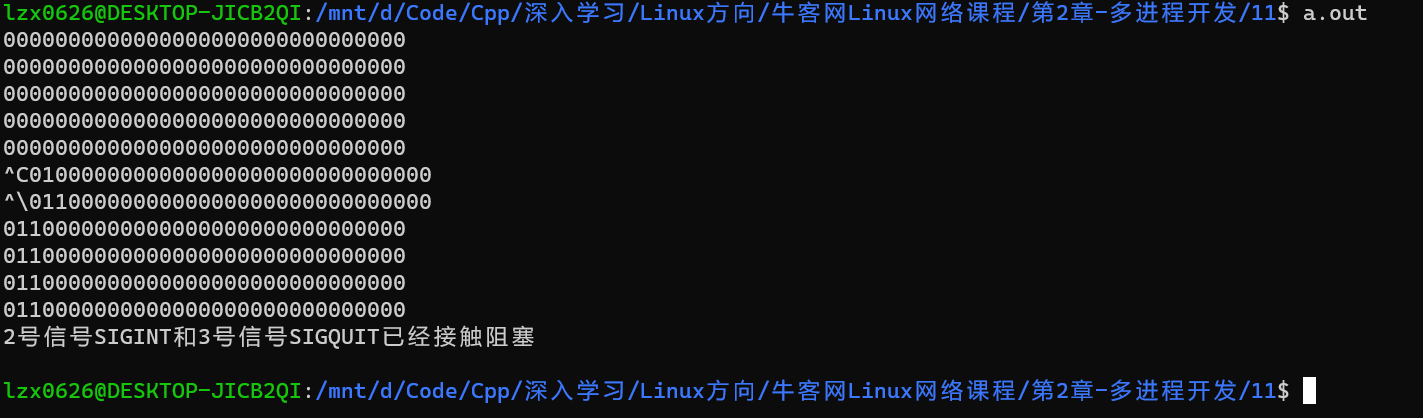 lzx0626@DESKTOP-JICB2QI:/mnt/d/Code/Cpp/深入学习/Linux方向/牛客网Linux网络课程/第2章-多进程开发/11$ a.out
0000000000000000000000000000000
0000000000000000000000000000000
0000000000000000000000000000000
0000000000000000000000000000000
0000000000000000000000000000000
^C0100000000000000000000000000000
^\0110000000000000000000000000000
0110000000000000000000000000000
0110000000000000000000000000000
0110000000000000000000000000000
0110000000000000000000000000000
2号信号SIGINT和3号信号SIGQUIT已经接触阻塞
lzx0626@DESKTOP-JICB2QI:/mnt/d/Code/Cpp/深入学习/Linux方向/牛客网Linux网络课程/第2章-多进程开发/11$